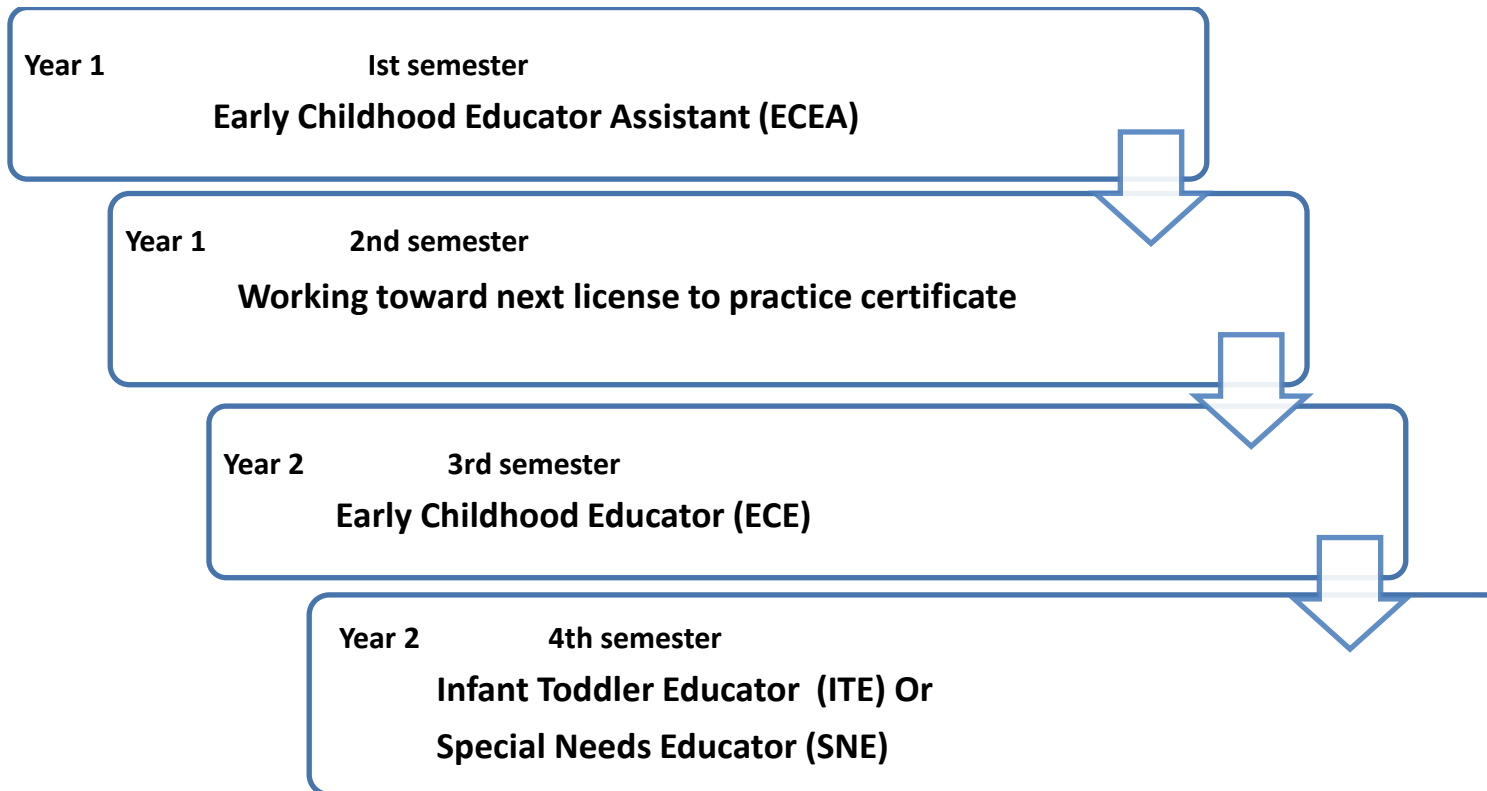 Year 1 Ist semester
Early Childhood Educator Assistant (ECEA)
Year 1 2nd semester
Working toward next license to practice certificate
Year 2 3rd semester
Early Childhood Educator (ECE)
Year 2 4th semester
Infant Toddler Educator (ITE) Or
Special Needs Educator (SNE)